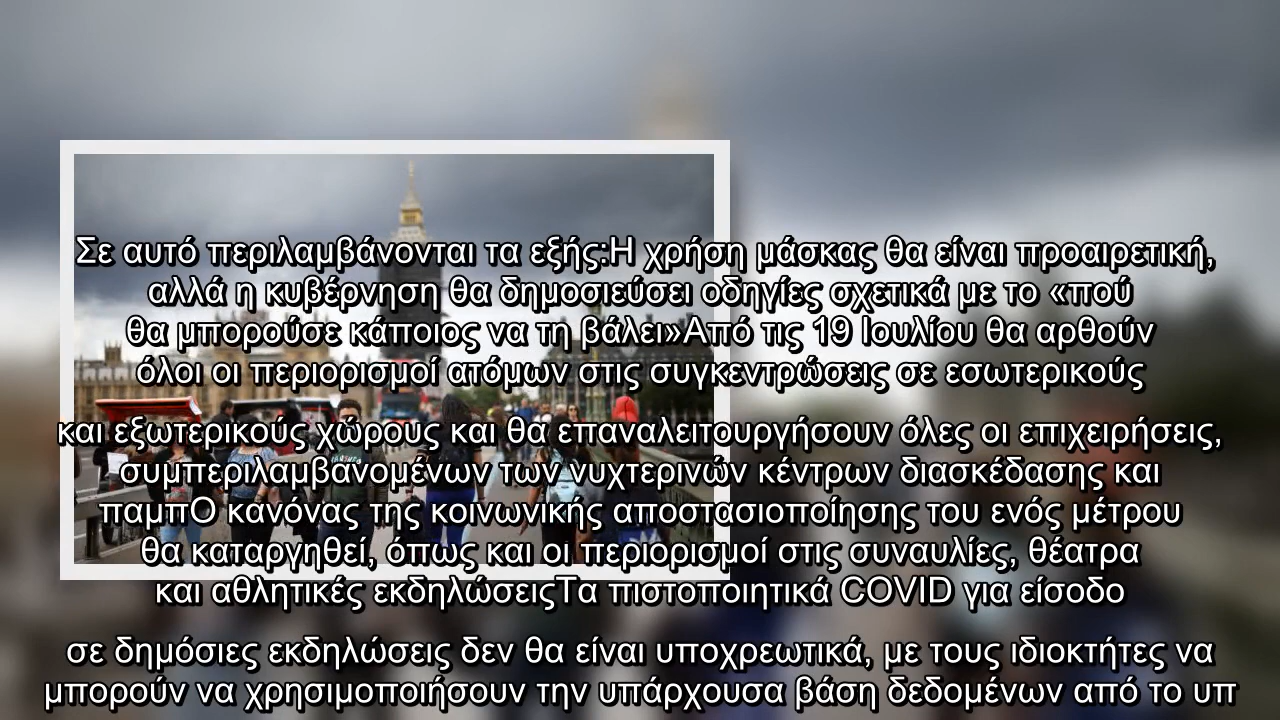 Σε αυτό περιλαμβάνονται τα εξής:Η χρήση μάσκας θα είναι προαιρετική,
αλλά η κυβέρνηση θα δημοσιεύσει οδηγίες σχετικά με το «πού
θα μπορούσε κάποιος να τη βάλει»Από τις 19 Ιουλίου θα αρθούν
όλοι οι περιορισμοί ατόμων στις συγκεντρώσεις σε εσωτερικούς
και εξωτερικούς χώρους και θα επαναλειτουργήσουν όλες οι επιχειρήσεις,
συμπεριλαμβανομένων των νυχτερινών κέντρων διασκέδασης και
παμπΟ κανόνας της κοινωνικής αποστασιοποίησης του ενός μέτρου
θα καταργηθεί, όπως και οι περιορισμοί στις συναυλίες, θέατρα
και αθλητικές εκδηλώσειςΤα πιστοποιητικά COVID για είσοδο
σε δημόσιες εκδηλώσεις δεν θα είναι υποχρεωτικά, με τους ιδιοκτήτες να
μπορούν να χρησιμοποιήσουν την υπάρχουσα βάση δεδομένων από το υπ